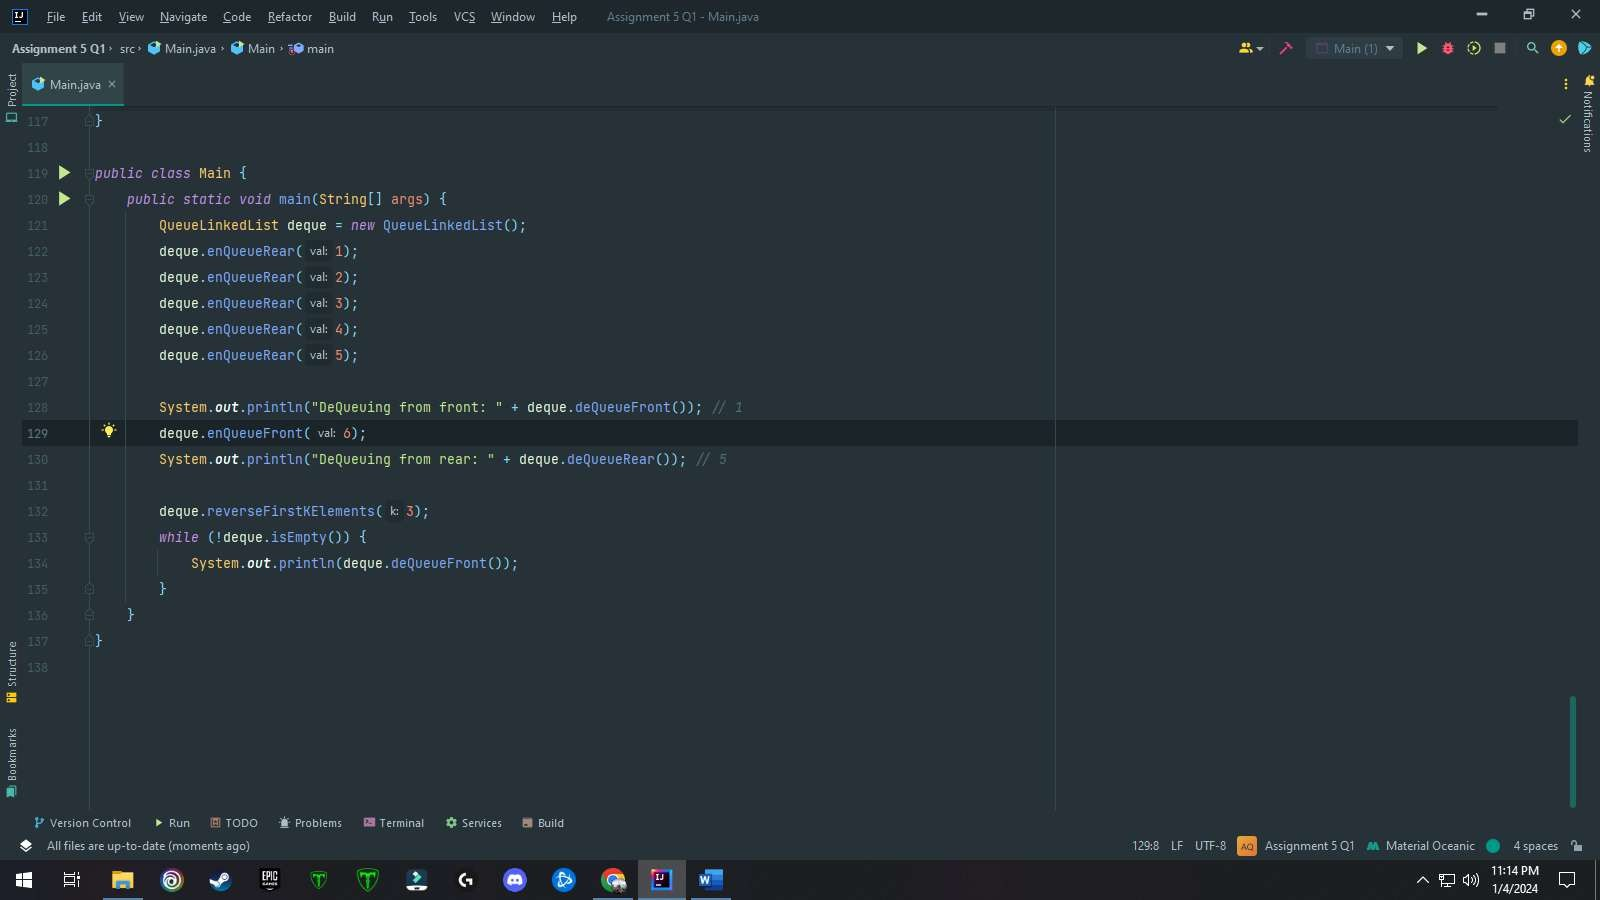 File Edit View Navigate Code Refactor Build Run Tools VCS Window Help Assignment 5 Q1 - Main.java
Assignment 5 Q1 › src › Main.java › Main › main Main (1)
Project
Main.java
Notifications
117 }
118
119 public class Main {
120 public static void main(String[] args) {
121 QueueLinkedList deque = new QueueLinkedList();
122 deque.enQueueRear( val: 1);
123 deque.enQueueRear( val: 2);
124 deque.enQueueRear( val: 3);
125 deque.enQueueRear( val: 4);
126 deque.enQueueRear( val: 5);
127
128 System.out.println("DeQueuing from front: " + deque.deQueueFront()); // 1
129 deque.enQueueFront( val: 6);
130 System.out.println("DeQueuing from rear: " + deque.deQueueRear()); // 5
131
132 deque.reverseFirstKElements( k: 3);
133 while (!deque.isEmpty()) {
134 System.out.println(deque.deQueueFront());
135 }
136 }
137 }
138
Structure
Bookmarks
Version Control Run TODO Problems Terminal Services Build
All files are up-to-date (moments ago) 129:8 LF UTF-8 AQ Assignment 5 Q1 Material Oceanic 4 spaces
EPIC GAMES
11:14 PM
1/4/2024